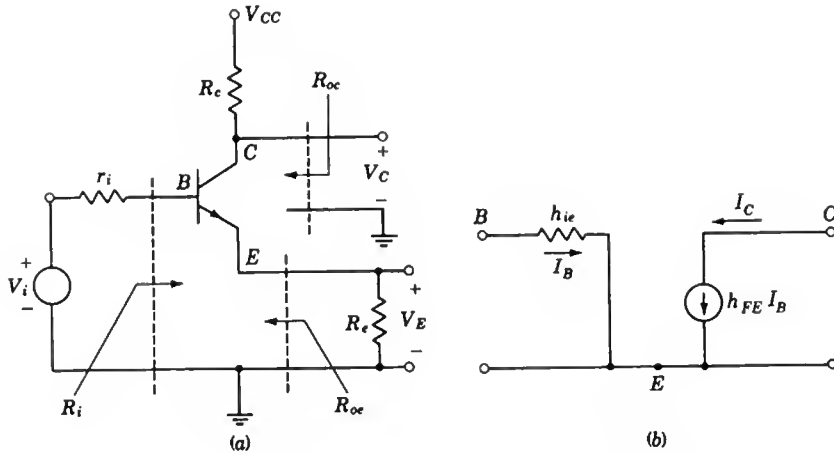 V_CC
R_c
R_oc
C
+
V_C
-
r_i
B
E
+
V_i
-
R_e
+
V_E
-
R_i
R_oe
(a)
B
h_ie
I_B
I_C
C
h_FE I_B
E
(b)